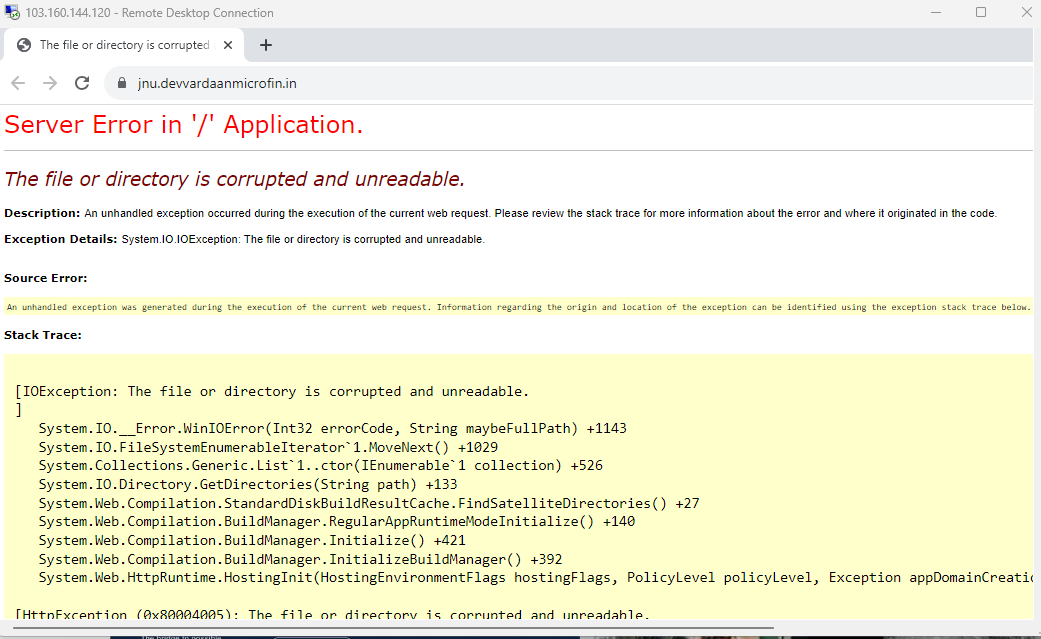 103.160.144.120 - Remote Desktop Connection
The file or directory is corrupted
jnu.devvardaanmicrofin.in
Server Error in '/' Application.
The file or directory is corrupted and unreadable.
Description: An unhandled exception occurred during the execution of the current web request. Please review the stack trace for more information about the error and where it originated in the code.
Exception Details: System.IO.IOException: The file or directory is corrupted and unreadable.
Source Error:
An unhandled exception was generated during the execution of the current web request. Information regarding the origin and location of the exception can be identified using the exception stack trace below.
Stack Trace:
[IOException: The file or directory is corrupted and unreadable.
]
System.IO.__Error.WinIOError(Int32 errorCode, String maybeFullPath) +1143
System.IO.FileSystemEnumerableIterator`1.MoveNext() +1029
System.Collections.Generic.List`1..ctor(IEnumerable`1 collection) +526
System.IO.Directory.GetDirectories(String path) +133
System.Web.Compilation.StandardDiskBuildResultCache.FindSatelliteDirectories() +27
System.Web.Compilation.BuildManager.RegularAppRuntimeModeInitialize() +140
System.Web.Compilation.BuildManager.Initialize() +421
System.Web.Compilation.BuildManager.InitializeBuildManager() +392
System.Web.HttpRuntime.HostingInit(HostingEnvironmentFlags hostingFlags, PolicyLevel policyLevel, Exception appDomainCreatio
[HttpException (0x80004005): The file or directory is corrupted and unreadable.